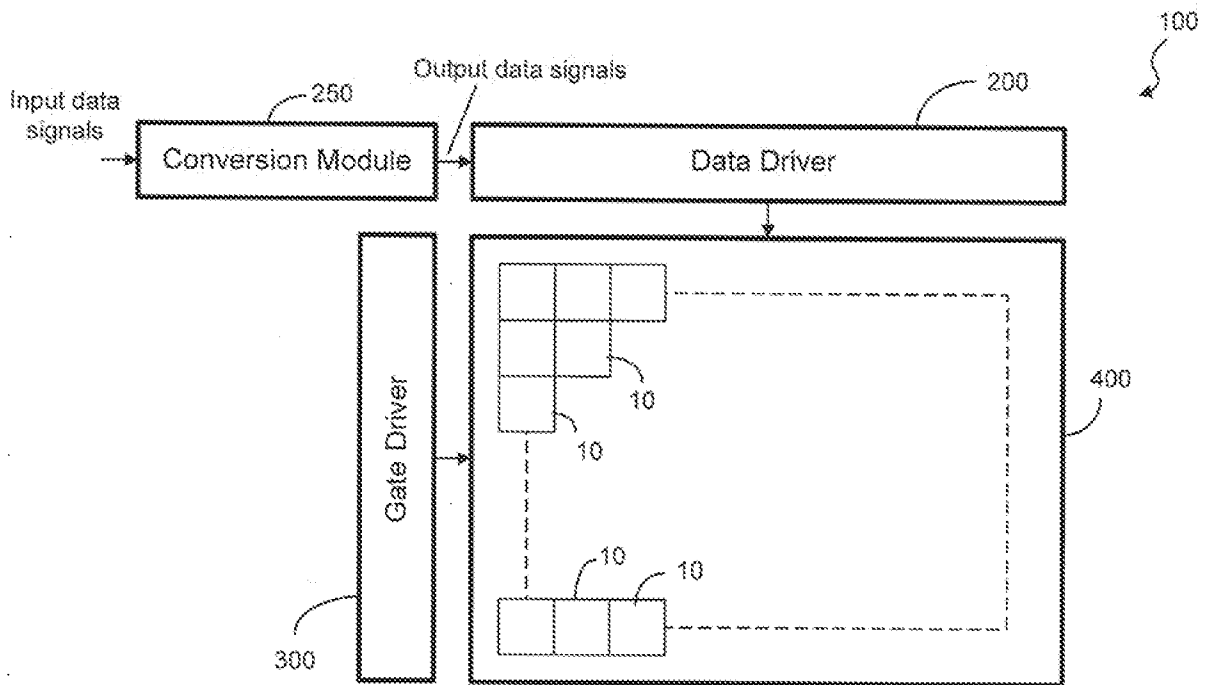 100
Output data signals
Input data
signals
250
200
Conversion Module
Data Driver
10
10
400
Gate Driver
10
10
300